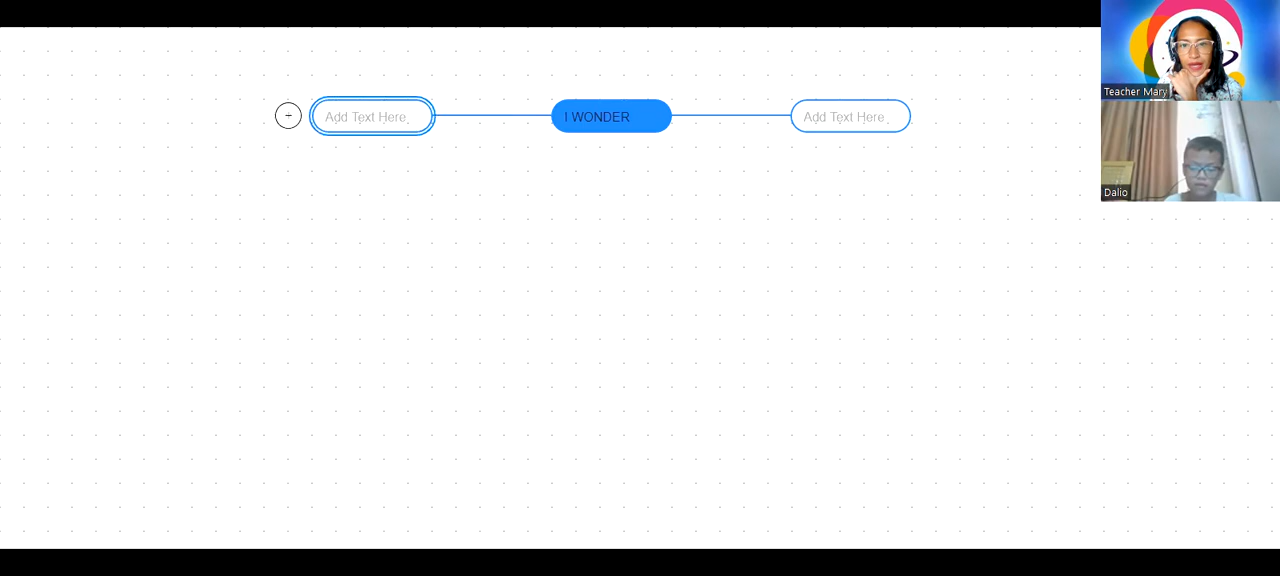 Add Text Here
I WONDER
Add Text Here
Teacher Mary
Dalio